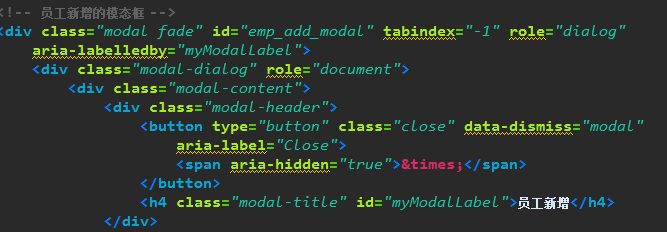 <!-- 员工新增的模态框 -->
<div class="modal fade" id="emp_add_modal" tabindex="-1" role="dialog"
aria-labelledby="myModalLabel">
<div class="modal-dialog" role="document">
<div class="modal-content">
<div class="modal-header">
<button type="button" class="close" data-dismiss="modal"
aria-label="Close">
<span aria-hidden="true">&times;</span>
</button>
<h4 class="modal-title" id="myModalLabel">员工新增</h4>
</div>